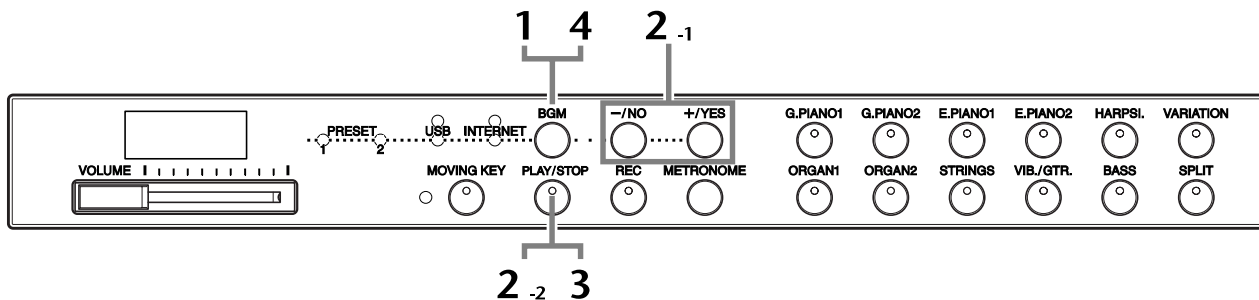 1 4 2 -1
BGM -/NO +/YES G.PIANO1 G.PIANO2 E.PIANO1 E.PIANO2 HARPSI. VARIATION
PRESET USB INTERNET
1 2
VOLUME MOVING KEY PLAY/STOP REC METRONOME ORGAN1 ORGAN2 STRINGS VIB./GTR. BASS SPLIT
2 -2 3